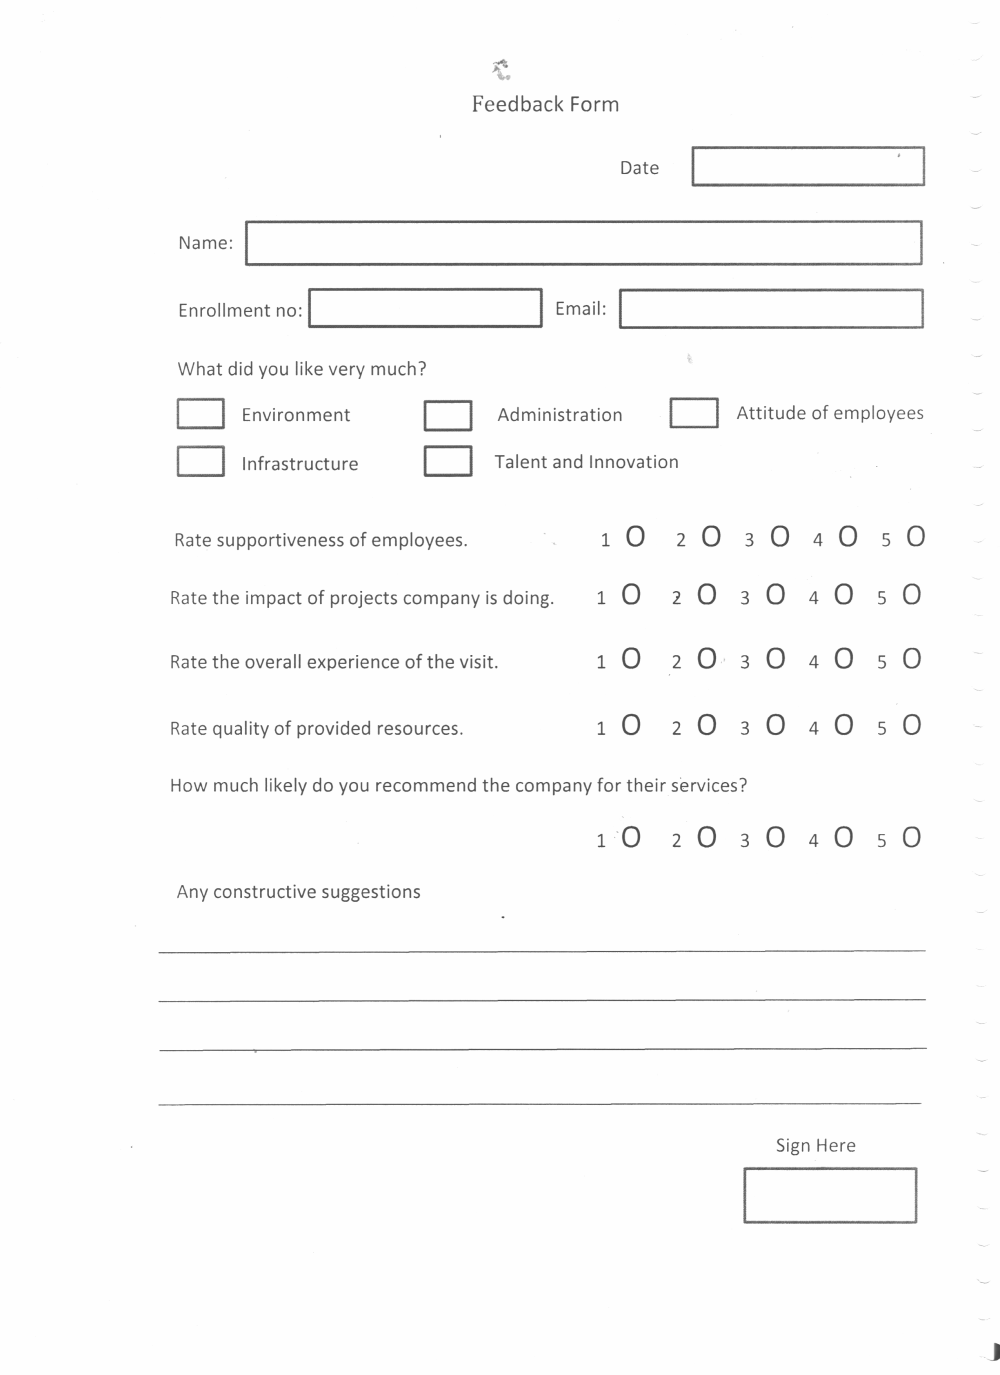 Feedback Form
Date
Name:
Enrollment no: Email:
What did you like very much?
Environment Administration Attitude of employees
Infrastructure Talent and Innovation
Rate supportiveness of employees. 1 O 2 O 3 O 4 O 5 O
Rate the impact of projects company is doing. 1 O 2 O 3 O 4 O 5 O
Rate the overall experience of the visit. 1 O 2 O 3 O 4 O 5 O
Rate quality of provided resources. 1 O 2 O 3 O 4 O 5 O
How much likely do you recommend the company for their services?
1 O 2 O 3 O 4 O 5 O
Any constructive suggestions
Sign Here